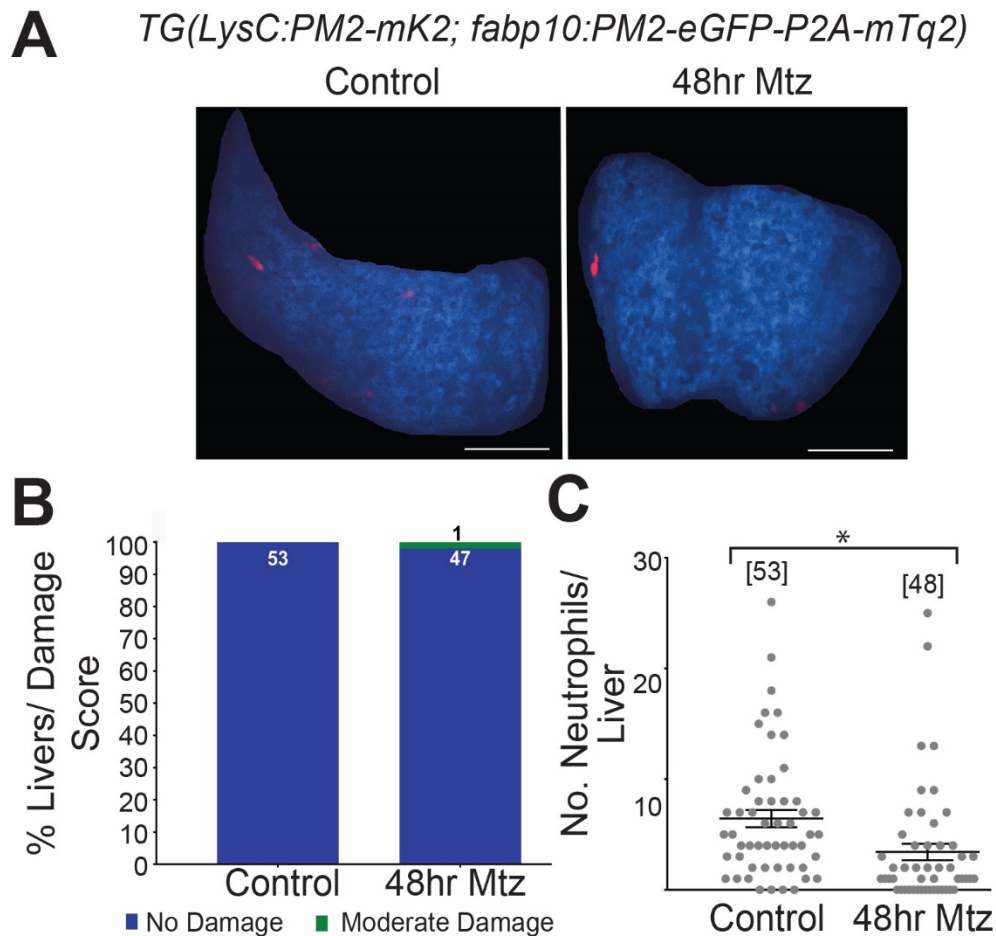 A
TG(LysC:PM2-mK2; fabp10:PM2-eGFP-P2A-mTq2)
Control 48hr Mtz
B
% Livers/ Damage
Score
100
90
80
70
60
50
40
30
20
10
0
53
1
47
Control 48hr Mtz
No Damage Moderate Damage
C
No. Neutrophils/
Liver
30
20
10
*
[53] [48]
Control 48hr Mtz